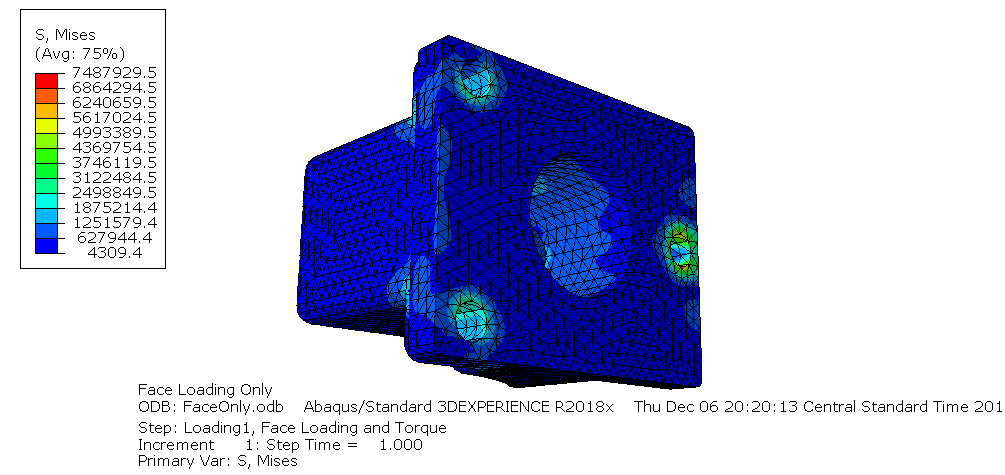 S, Mises
(Avg: 75%)
7487929.5
6864294.5
6240659.5
5617024.5
4993389.5
4369754.5
3746119.5
3122484.5
2498849.5
1875214.4
1251579.4
627944.4
4309.4
Face Loading Only
ODB: FaceOnly.odb Abaqus/Standard 3DEXPERIENCE R2018x Thu Dec 06 20:20:13 Central Standard Time 201
Step: Loading1, Face Loading and Torque
Increment 1: Step Time = 1.000
Primary Var: S, Mises